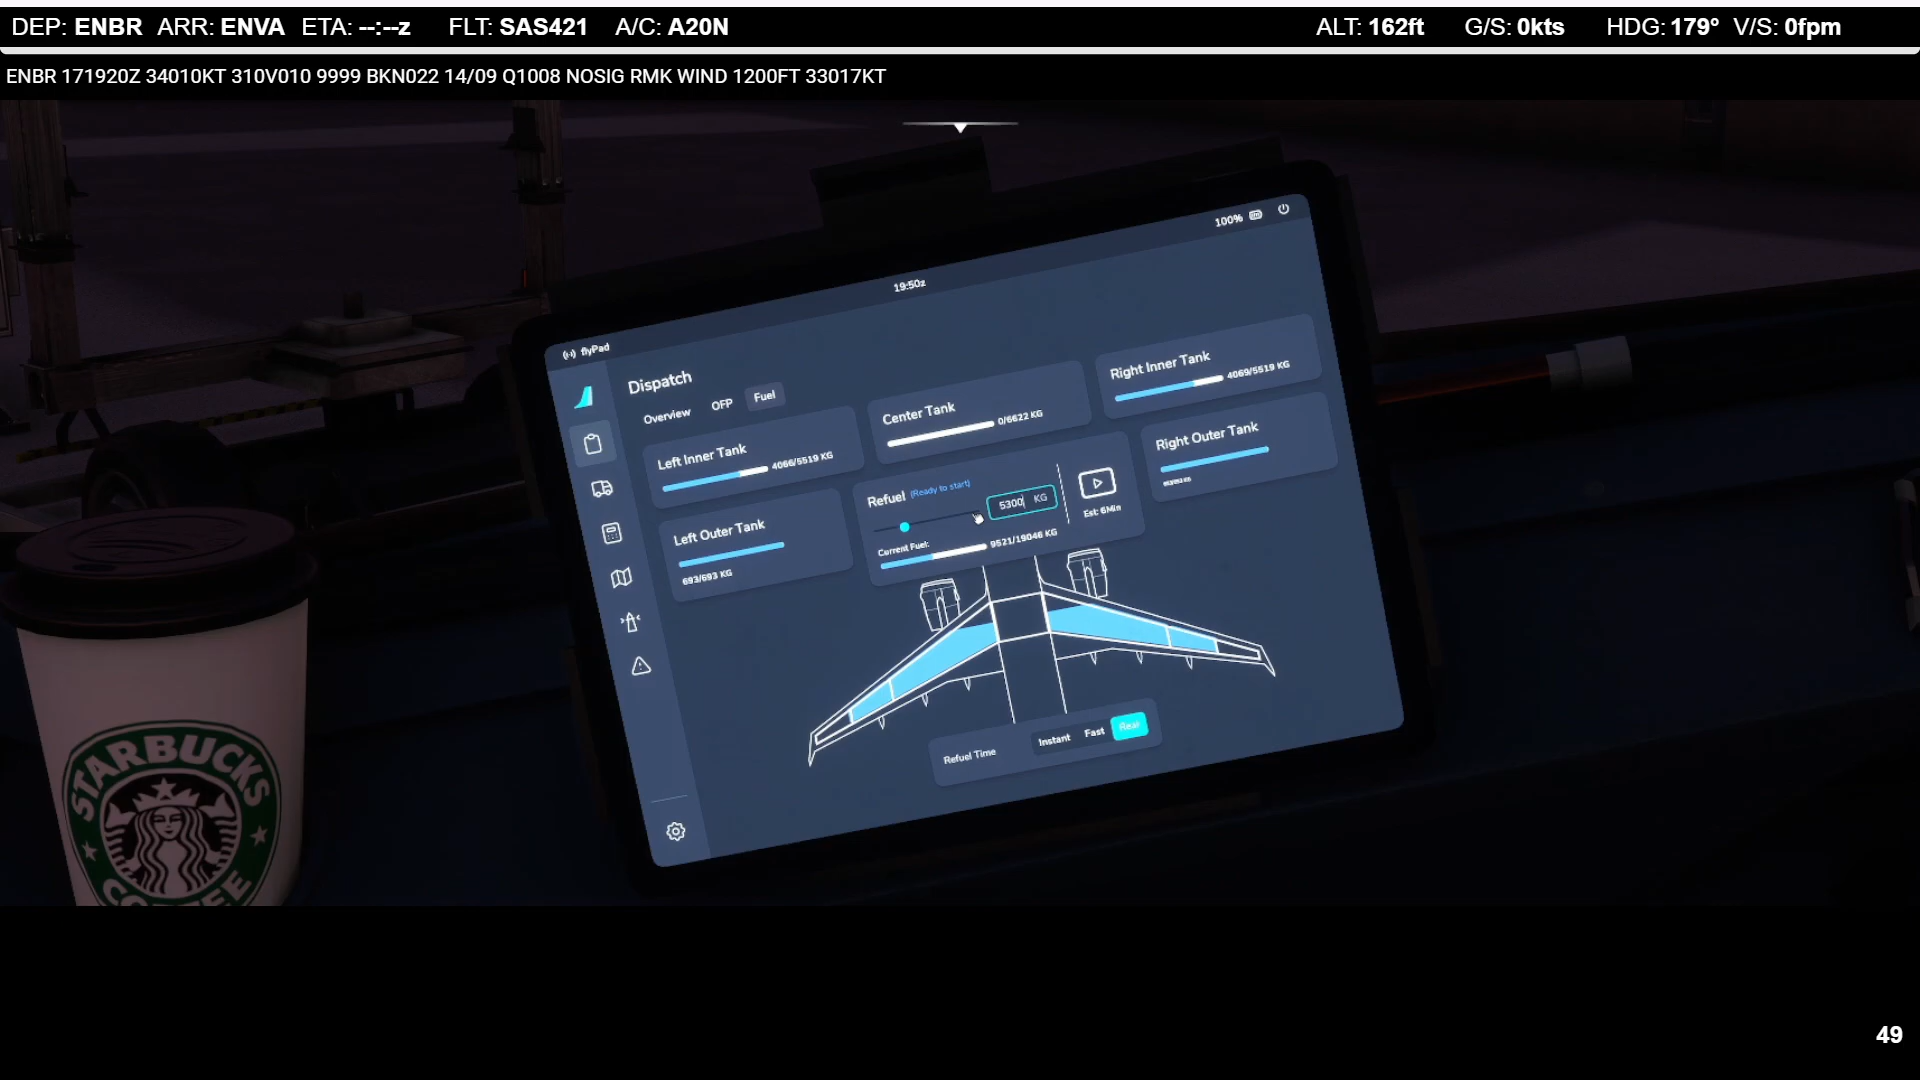 DEP: ENBR ARR: ENVA ETA: --:--z FLT: SAS421 A/C: A20N ALT: 162ft G/S: 0kts HDG: 179° V/S: 0fpm
ENBR 171920Z 34010KT 310V010 9999 BKN022 14/09 Q1008 NOSIG RMK WIND 1200FT 33017KT
100%
19:50z
flyPad
Dispatch
Overview OFP Fuel
Left Inner Tank
4066/5519 KG
Center Tank
0/6622 KG
Right Inner Tank
4069/5519 KG
Left Outer Tank
693/693 KG
Refuel (Ready to start)
5300 KG
Est: 6Min
Current Fuel:
9521/19046 KG
Right Outer Tank
Refuel Time Instant Fast Real
STARBUCKS
COFFEE
49